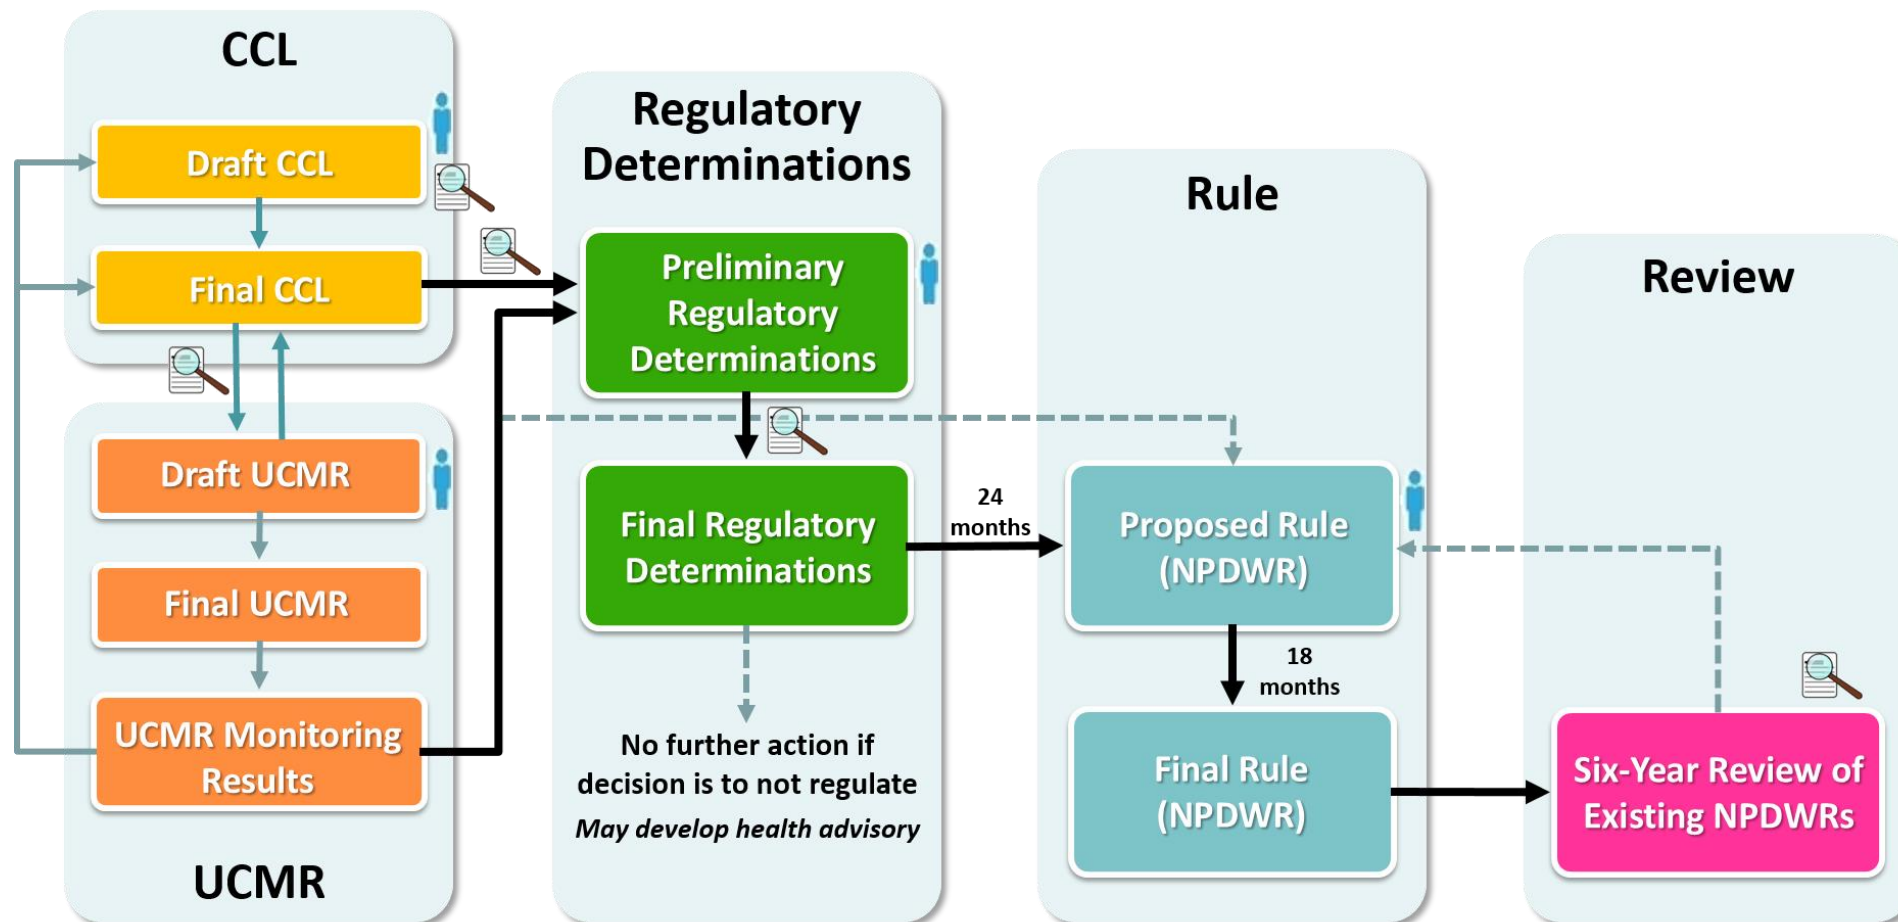 CCL
Draft CCL
Final CCL
Draft UCMR
Final UCMR
UCMR Monitoring
Results
UCMR
Regulatory
Determinations
Preliminary
Regulatory
Determinations
Final Regulatory
Determinations
No further action if
decision is to not regulate
May develop health advisory
24
months
Rule
Proposed Rule
(NPDWR)
18
months
Final Rule
(NPDWR)
Review
Six-Year Review of
Existing NPDWRs